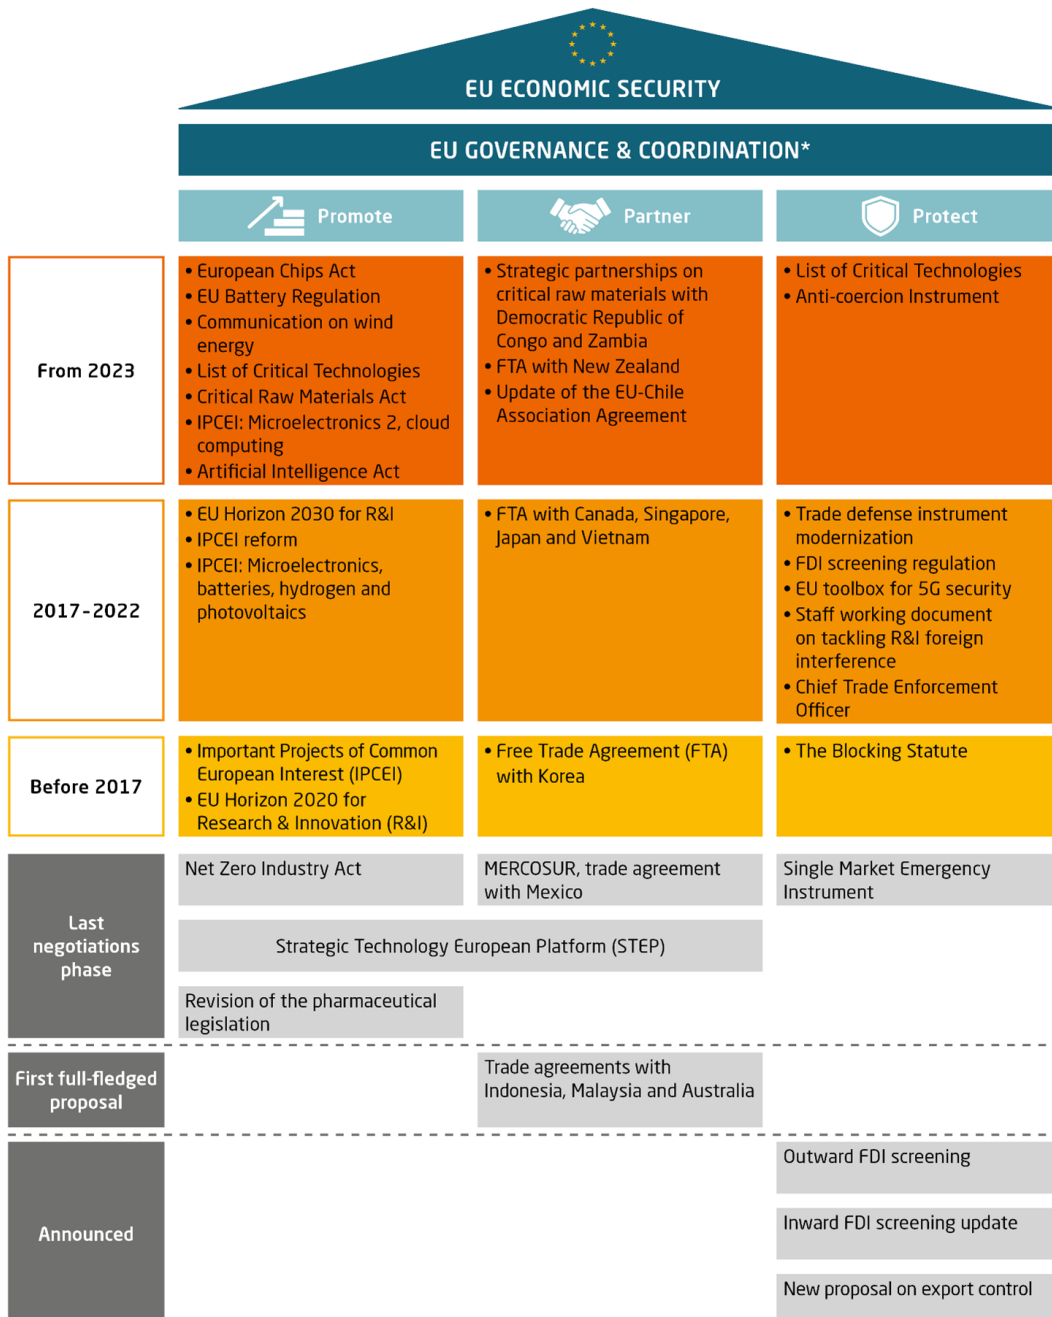 EU ECONOMIC SECURITY
EU GOVERNANCE & COORDINATION*
Promote
Partner
Protect
From 2023
• European Chips Act
• EU Battery Regulation
• Communication on wind
energy
• List of Critical Technologies
• Critical Raw Materials Act
• IPCEI: Microelectronics 2, cloud
computing
• Artificial Intelligence Act
• Strategic partnerships on
critical raw materials with
Democratic Republic of
Congo and Zambia
• FTA with New Zealand
• Update of the EU-Chile
Association Agreement
• List of Critical Technologies
• Anti-coercion Instrument
2017–2022
• EU Horizon 2030 for R&I
• IPCEI reform
• IPCEI: Microelectronics,
batteries, hydrogen and
photovoltaics
• FTA with Canada, Singapore,
Japan and Vietnam
• Trade defense instrument
modernization
• FDI screening regulation
• EU toolbox for 5G security
• Staff working document
on tackling R&I foreign
interference
• Chief Trade Enforcement
Officer
Before 2017
• Important Projects of Common
European Interest (IPCEI)
• EU Horizon 2020 for
Research & Innovation (R&I)
• Free Trade Agreement (FTA)
with Korea
• The Blocking Statute
Last
negotiations
phase
Net Zero Industry Act
MERCOSUR, trade agreement
with Mexico
Single Market Emergency
Instrument
Strategic Technology European Platform (STEP)
Revision of the pharmaceutical
legislation
First full-fledged
proposal
Trade agreements with
Indonesia, Malaysia and Australia
Announced
Outward FDI screening
Inward FDI screening update
New proposal on export control